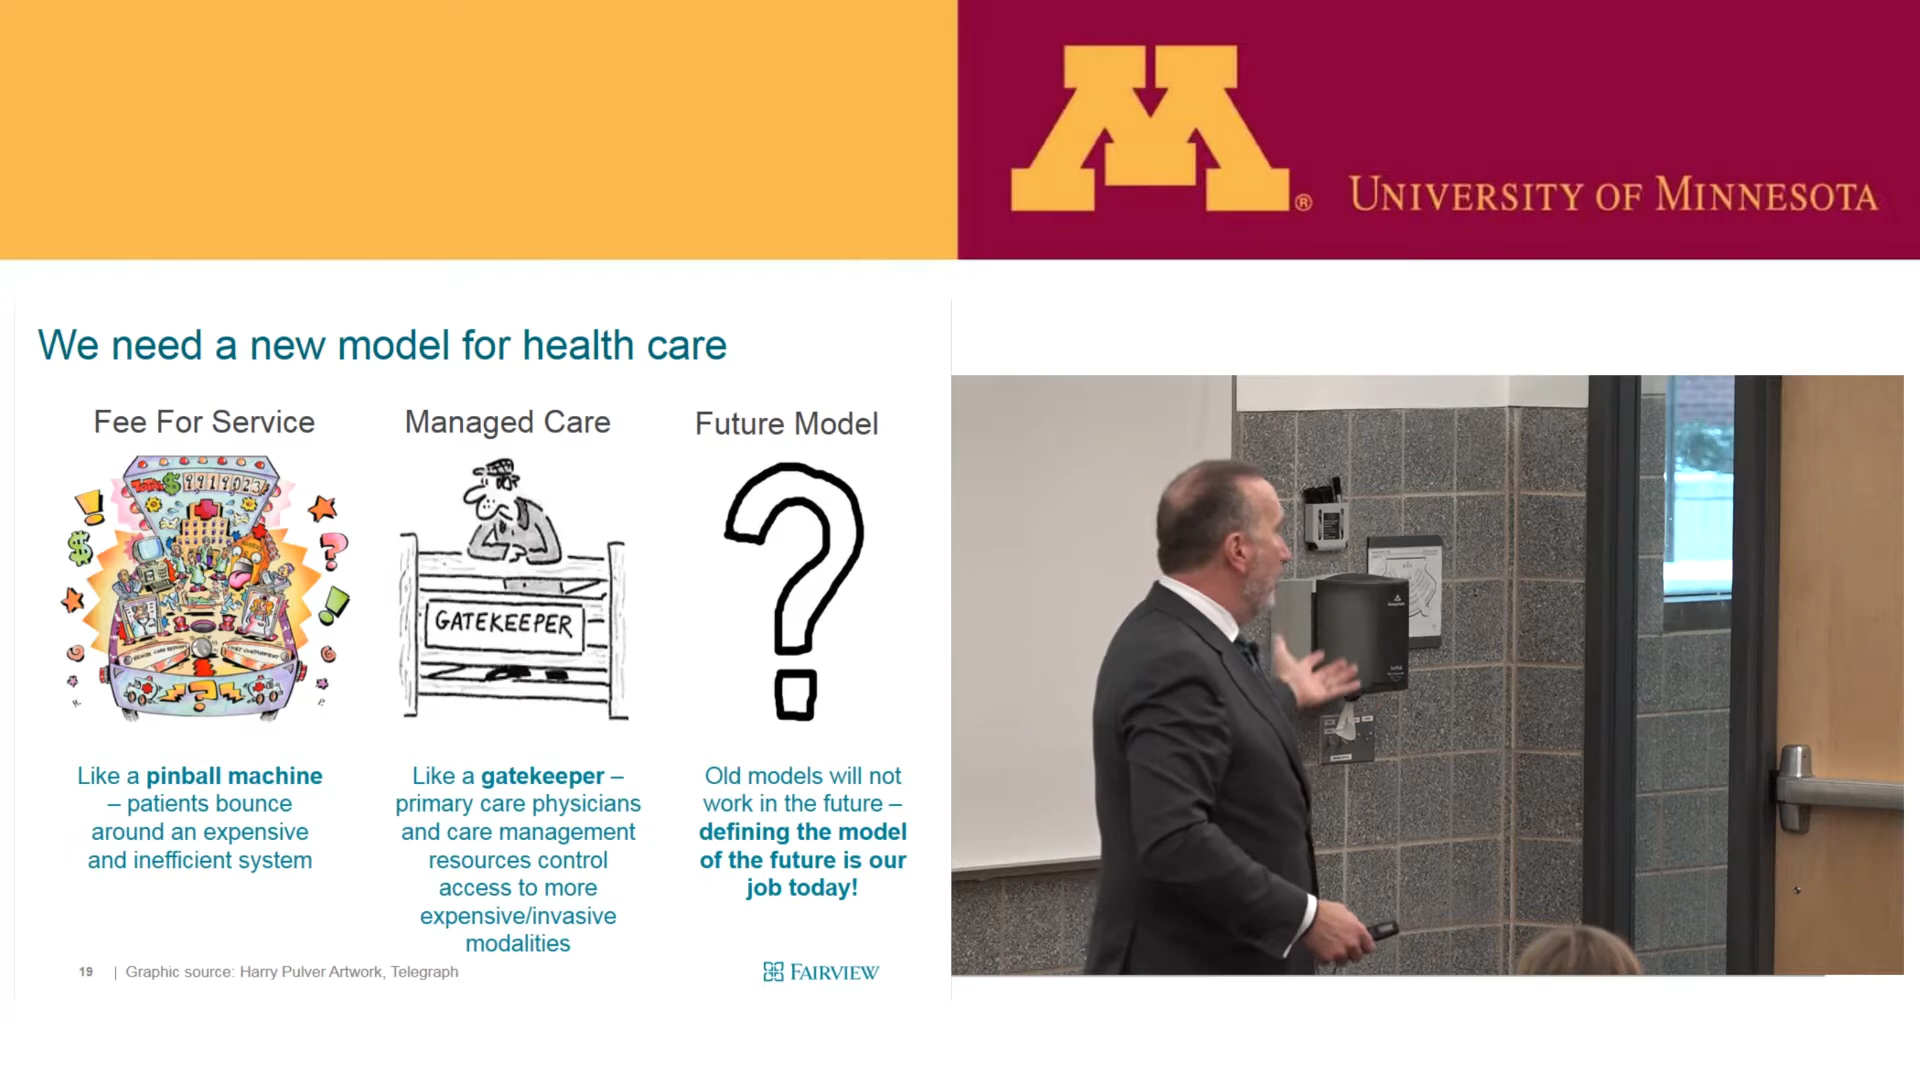 M®
UNIVERSITY OF MINNESOTA
We need a new model for health care
Fee For Service
Like a pinball machine
– patients bounce
around an expensive
and inefficient system
Managed Care
GATEKEEPER
Like a gatekeeper –
primary care physicians
and care management
resources control
access to more
expensive/invasive
modalities
Future Model
?
Old models will not
work in the future –
defining the model
of the future is our
job today!
19 | Graphic source: Harry Pulver Artwork, Telegraph
FAIRVIEW